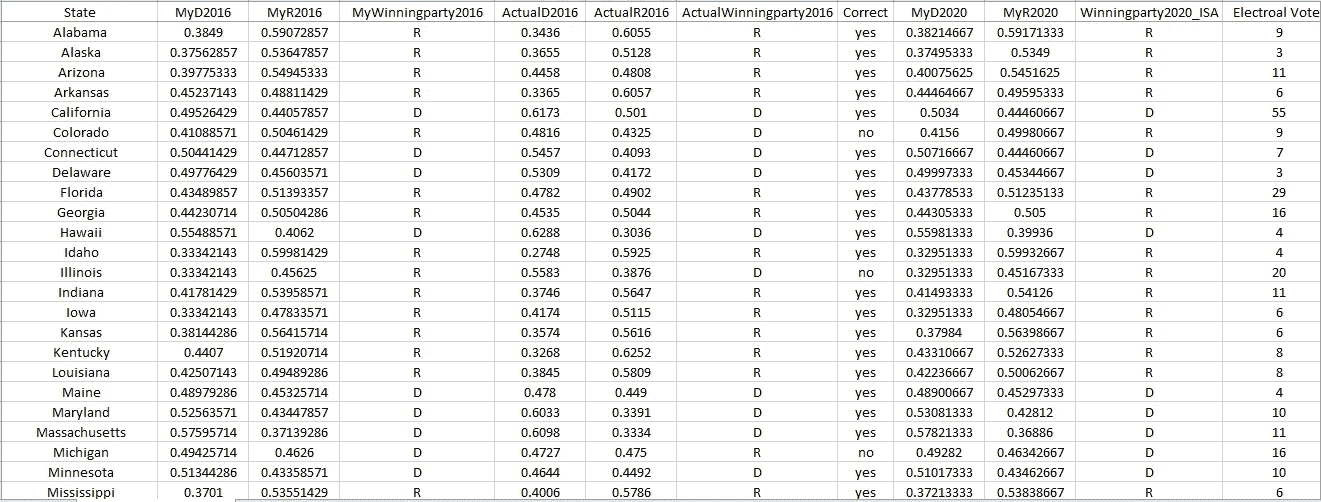 State MyD2016 MyR2016 MyWinningparty2016 ActualD2016 ActualR2016 ActualWinningparty2016 Correct MyD2020 MyR2020 Winningparty2020_ISA Electroal Vote
Alabama 0.3849 0.59072857 R 0.3436 0.6055 R yes 0.38214667 0.59171333 R 9
Alaska 0.37562857 0.53647857 R 0.3655 0.5128 R yes 0.37495333 0.5349 R 3
Arizona 0.39775333 0.54945333 R 0.4458 0.4808 R yes 0.40075625 0.5451625 R 11
Arkansas 0.45237143 0.48811429 R 0.3365 0.6057 R yes 0.44464667 0.49595333 R 6
California 0.49526429 0.44057857 D 0.6173 0.501 D yes 0.5034 0.44460667 D 55
Colorado 0.41088571 0.50461429 R 0.4816 0.4325 D no 0.4156 0.49980667 R 9
Connecticut 0.50441429 0.44712857 D 0.5457 0.4093 D yes 0.50716667 0.44460667 D 7
Delaware 0.49776429 0.45603571 D 0.5309 0.4172 D yes 0.49997333 0.45344667 D 3
Florida 0.43489857 0.51393357 R 0.4782 0.4902 R yes 0.43778533 0.51235133 R 29
Georgia 0.44230714 0.50504286 R 0.4535 0.5044 R yes 0.44305333 0.505 R 16
Hawaii 0.55488571 0.4062 D 0.6288 0.3036 D yes 0.55981333 0.39936 D 4
Idaho 0.33342143 0.59981429 R 0.2748 0.5925 R yes 0.32951333 0.59932667 R 4
Illinois 0.33342143 0.45625 R 0.5583 0.3876 D no 0.32951333 0.45167333 R 20
Indiana 0.41781429 0.53958571 R 0.3746 0.5647 R yes 0.41493333 0.54126 R 11
Iowa 0.33342143 0.47833571 R 0.4174 0.5115 R yes 0.32951333 0.48054667 R 6
Kansas 0.38144286 0.56415714 R 0.3574 0.5616 R yes 0.37984 0.56398667 R 6
Kentucky 0.4407 0.51920714 R 0.3268 0.6252 R yes 0.43310667 0.52627333 R 8
Louisiana 0.42507143 0.49489286 R 0.3845 0.5809 R yes 0.42236667 0.50062667 R 8
Maine 0.48979286 0.45325714 D 0.478 0.449 D yes 0.48900667 0.45297333 D 4
Maryland 0.52563571 0.43447857 D 0.6033 0.3391 D yes 0.53081333 0.42812 D 10
Massachusetts 0.57595714 0.37139286 D 0.6098 0.3334 D yes 0.57821333 0.36886 D 11
Michigan 0.49425714 0.4626 D 0.4727 0.475 R no 0.49282 0.46342667 D 16
Minnesota 0.51344286 0.43358571 D 0.4644 0.4492 D yes 0.51017333 0.43462667 D 10
Mississippi 0.3701 0.53551429 R 0.4006 0.5786 R yes 0.37213333 0.53838667 R 6